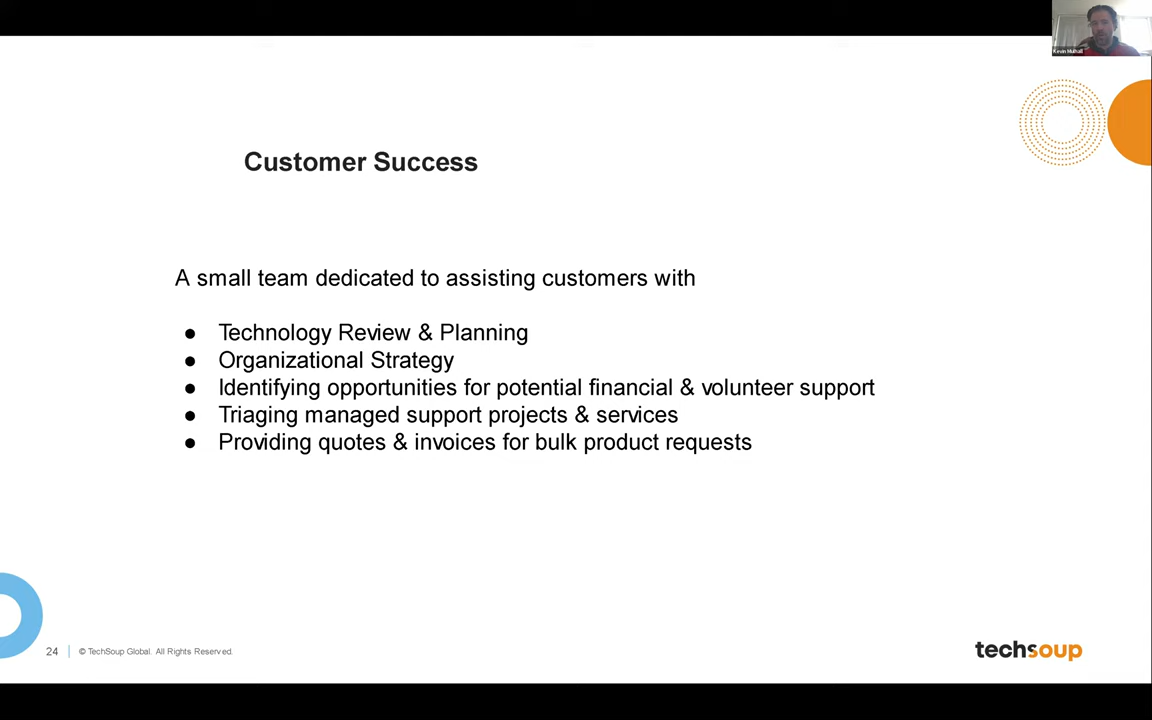 Kevin Mulhall
Customer Success
A small team dedicated to assisting customers with
● Technology Review & Planning
● Organizational Strategy
● Identifying opportunities for potential financial & volunteer support
● Triaging managed support projects & services
● Providing quotes & invoices for bulk product requests
24 | © TechSoup Global. All Rights Reserved.
techsoup